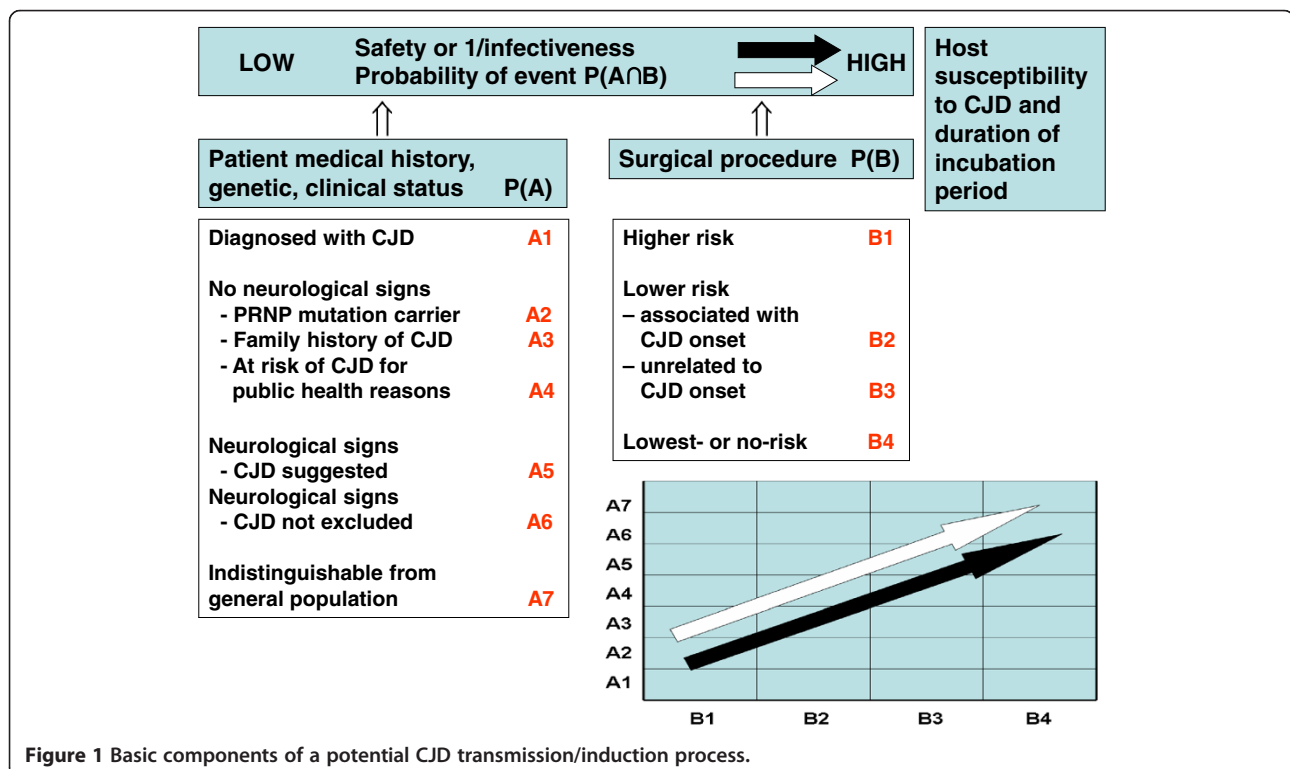 LOW
Safety or 1/infectiveness
Probability of event P(A∩B)
HIGH
Host
susceptibility
to CJD and
duration of
incubation
period
Patient medical history,
genetic, clinical status P(A)
Surgical procedure P(B)
Diagnosed with CJD A1
No neurological signs
- PRNP mutation carrier A2
- Family history of CJD A3
- At risk of CJD for
public health reasons A4
Neurological signs
- CJD suggested A5
Neurological signs
- CJD not excluded A6
Indistinguishable from
general population A7
Higher risk B1
Lower risk
– associated with
CJD onset B2
– unrelated to
CJD onset B3
Lowest- or no-risk B4
A7
A6
A5
A4
A3
A2
A1
B1 B2 B3 B4
Figure 1 Basic components of a potential CJD transmission/induction process.